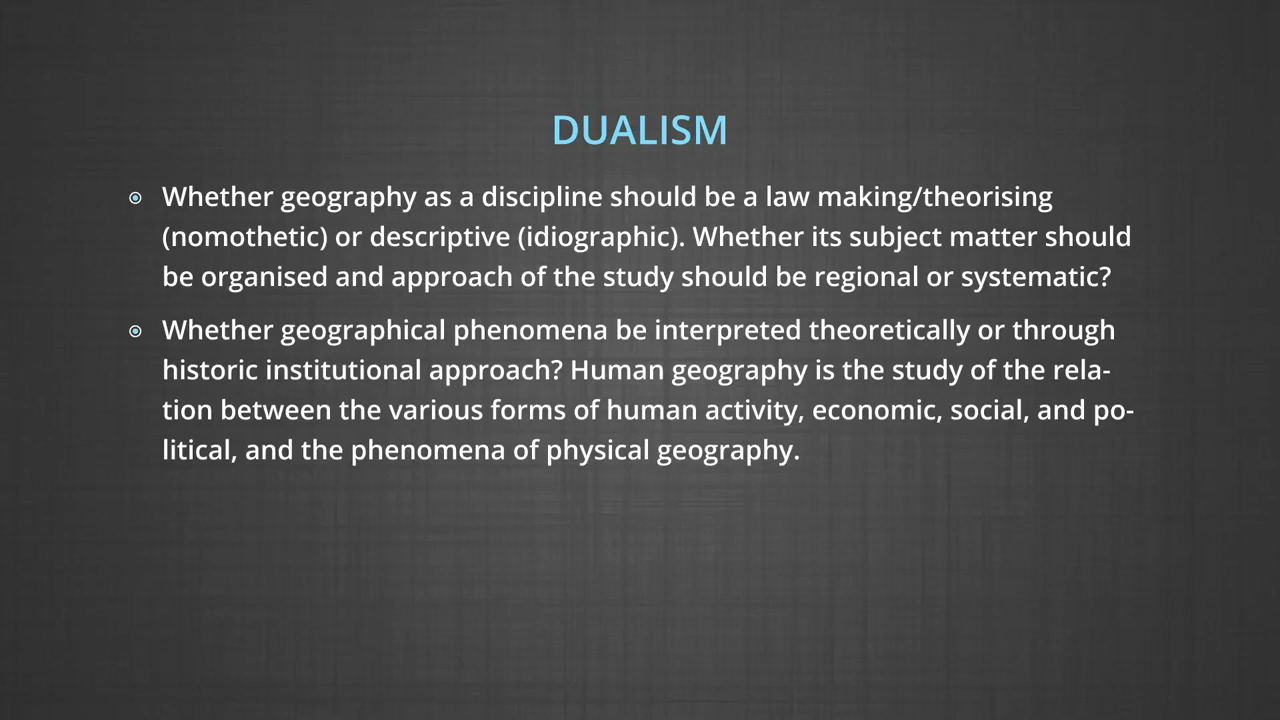 DUALISM
Whether geography as a discipline should be a law making/theorising
(nomothetic) or descriptive (idiographic). Whether its subject matter should
be organised and approach of the study should be regional or systematic?
Whether geographical phenomena be interpreted theoretically or through
historic institutional approach? Human geography is the study of the rela-
tion between the various forms of human activity, economic, social, and po-
litical, and the phenomena of physical geography.